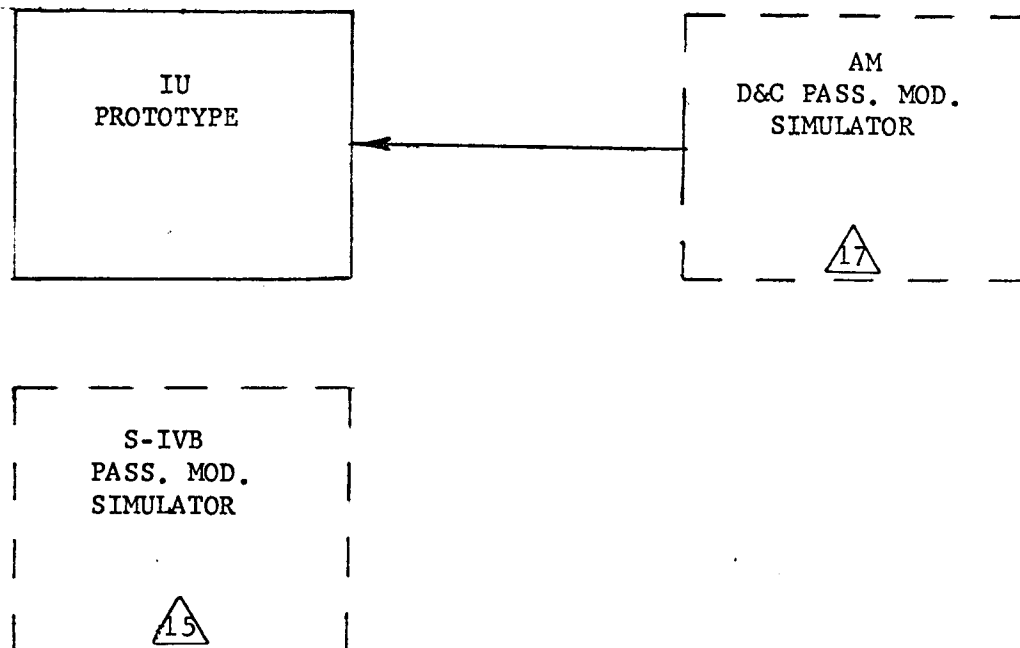 IU
PROTOTYPE
AM
D&C PASS. MOD.
SIMULATOR
17
S-IVB
PASS. MOD.
SIMULATOR
15